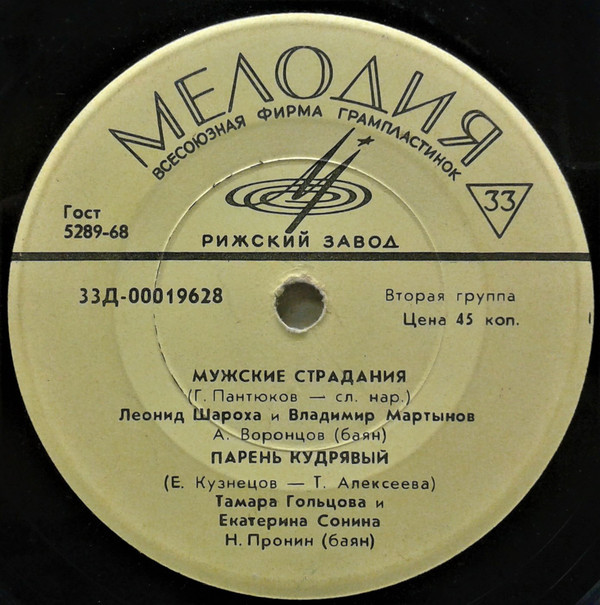 МЕЛОДИЯ
ВСЕСОЮЗНАЯ ФИРМА ГРАМПЛАСТИНОК
33
Гост
5289-68
РИЖСКИЙ ЗАВОД
33Д-00019628
Вторая группа
Цена 45 коп.
МУЖСКИЕ СТРАДАНИЯ
(Г. Пантюков — сл. нар.)
Леонид Шароха и Владимир Мартынов
А. Воронцов (баян)
ПАРЕНЬ КУДРЯВЫЙ
(Е. Кузнецов — Т. Алексеева)
Тамара Гольцова и
Екатерина Сонина
Н. Пронин (баян)